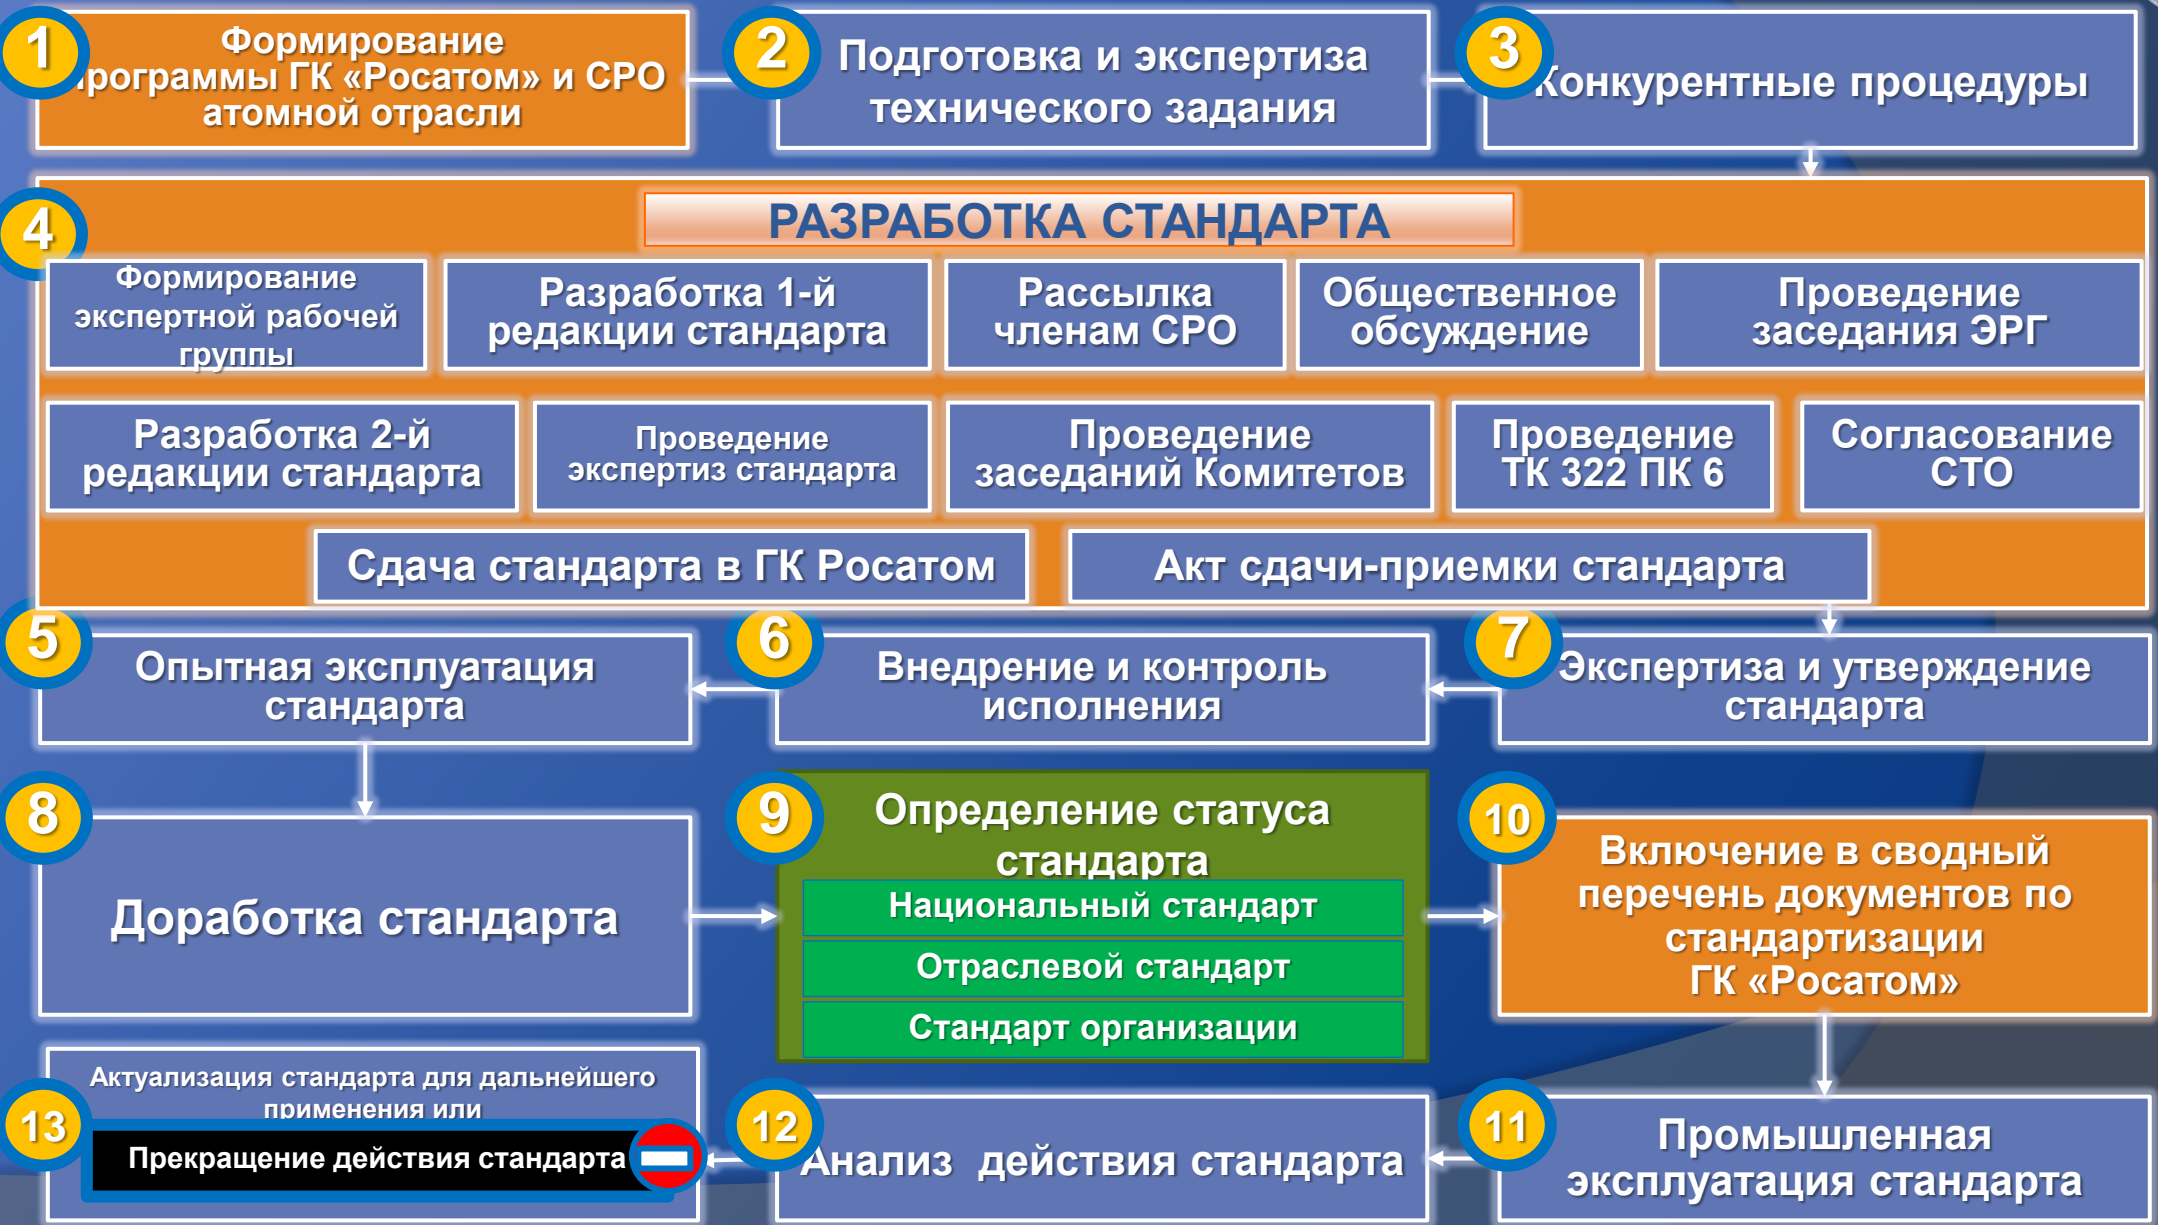 1
Формирование
программы ГК «Росатом» и СРО
атомной отрасли
2
Подготовка и экспертиза
технического задания
3
Конкурентные процедуры
4
РАЗРАБОТКА СТАНДАРТА
Формирование
экспертной рабочей
группы
Разработка 1-й
редакции стандарта
Рассылка
членам СРО
Общественное
обсуждение
Проведение
заседания ЭРГ
Разработка 2-й
редакции стандарта
Проведение
экспертиз стандарта
Проведение
заседаний Комитетов
Проведение
ТК 322 ПК 6
Согласование
СТО
Сдача стандарта в ГК Росатом
Акт сдачи-приемки стандарта
5
Опытная эксплуатация
стандарта
6
Внедрение и контроль
исполнения
7
Экспертиза и утверждение
стандарта
8
Доработка стандарта
9
Определение статуса
стандарта
Национальный стандарт
Отраслевой стандарт
Стандарт организации
10
Включение в сводный
перечень документов по
стандартизации
ГК «Росатом»
13
Актуализация стандарта для дальнейшего
применения или
Прекращение действия стандарта
12
Анализ действия стандарта
11
Промышленная
эксплуатация стандарта